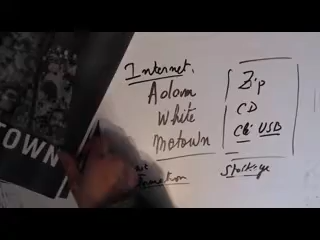 TOWN
Internet.
Adam
White
Motown
Zip
CD
USB
Storage